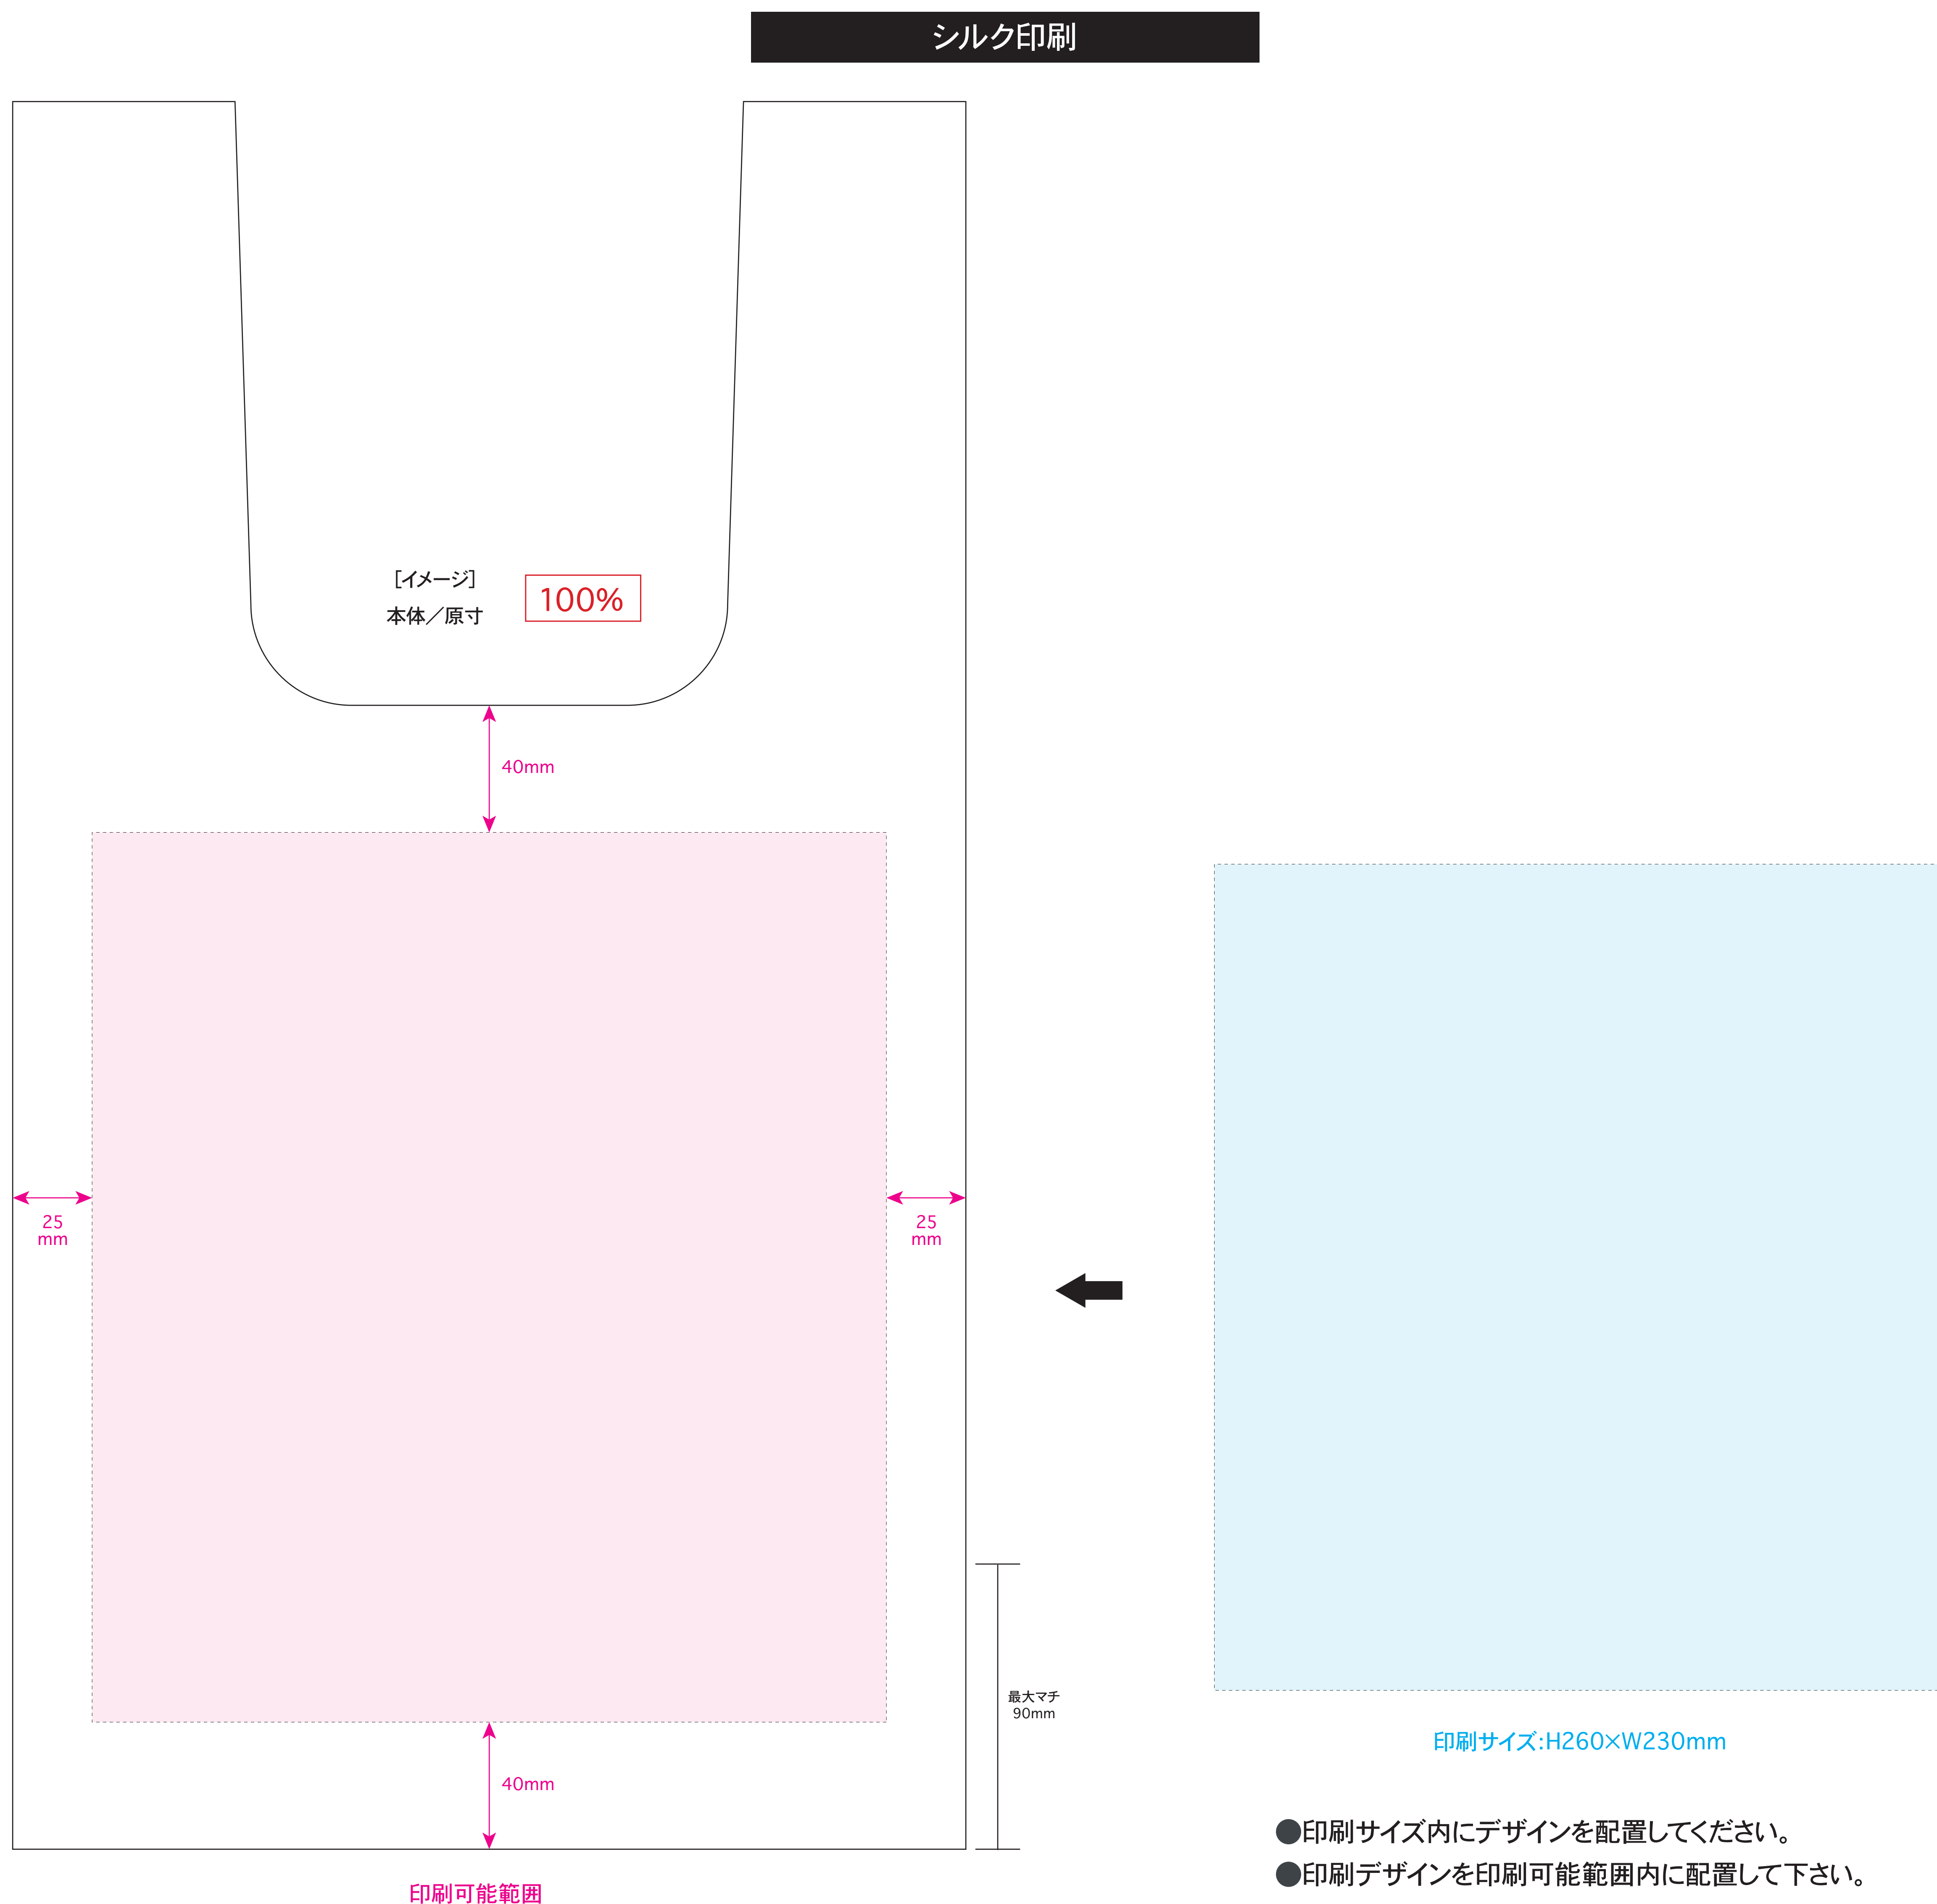 シルク印刷
［イメージ］
本体／原寸
100%
40mm
25
mm
25
mm
最大マチ
90mm
40mm
印刷可能範囲
印刷サイズ:H260×W230mm
●印刷サイズ内にデザインを配置してください。
●印刷デザインを印刷可能範囲内に配置して下さい。